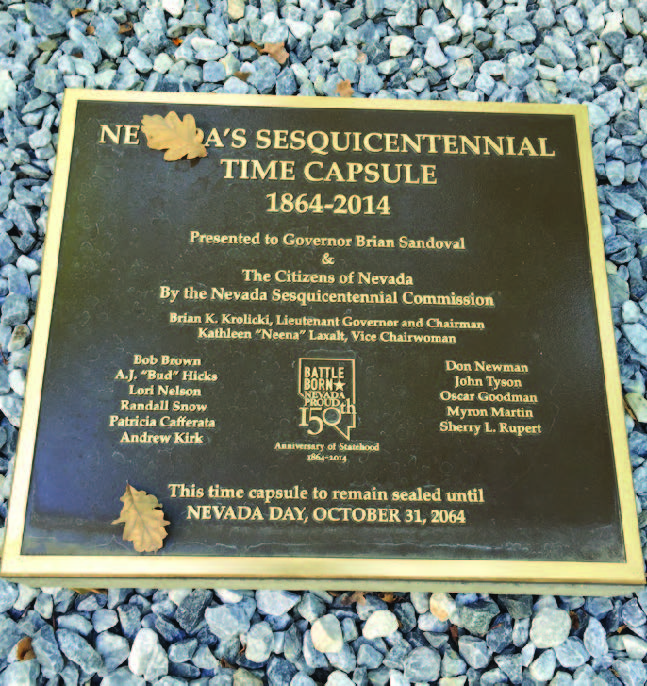 NE A'S SESQUICENTENNIAL
TIME CAPSULE
1864-2014
Presented to Governor Brian Sandoval
&
The Citizens of Nevada
By the Nevada Sesquicentennial Commission
Brian K. Krolicki, Lieutenant Governor and Chairman
Kathleen "Neena" Laxalt, Vice Chairwoman
Bob Brown
A.J. "Bud" Hicks
Lori Nelson
Randall Snow
Patricia Cafferata
Andrew Kirk
BATTLE
BORN★
NEVADA
PROUD
150th
Anniversary of Statehood
1864-2014
Don Newman
John Tyson
Oscar Goodman
Myron Martin
Sherry L. Rupert
This time capsule to remain sealed until
NEVADA DAY, OCTOBER 31, 2064